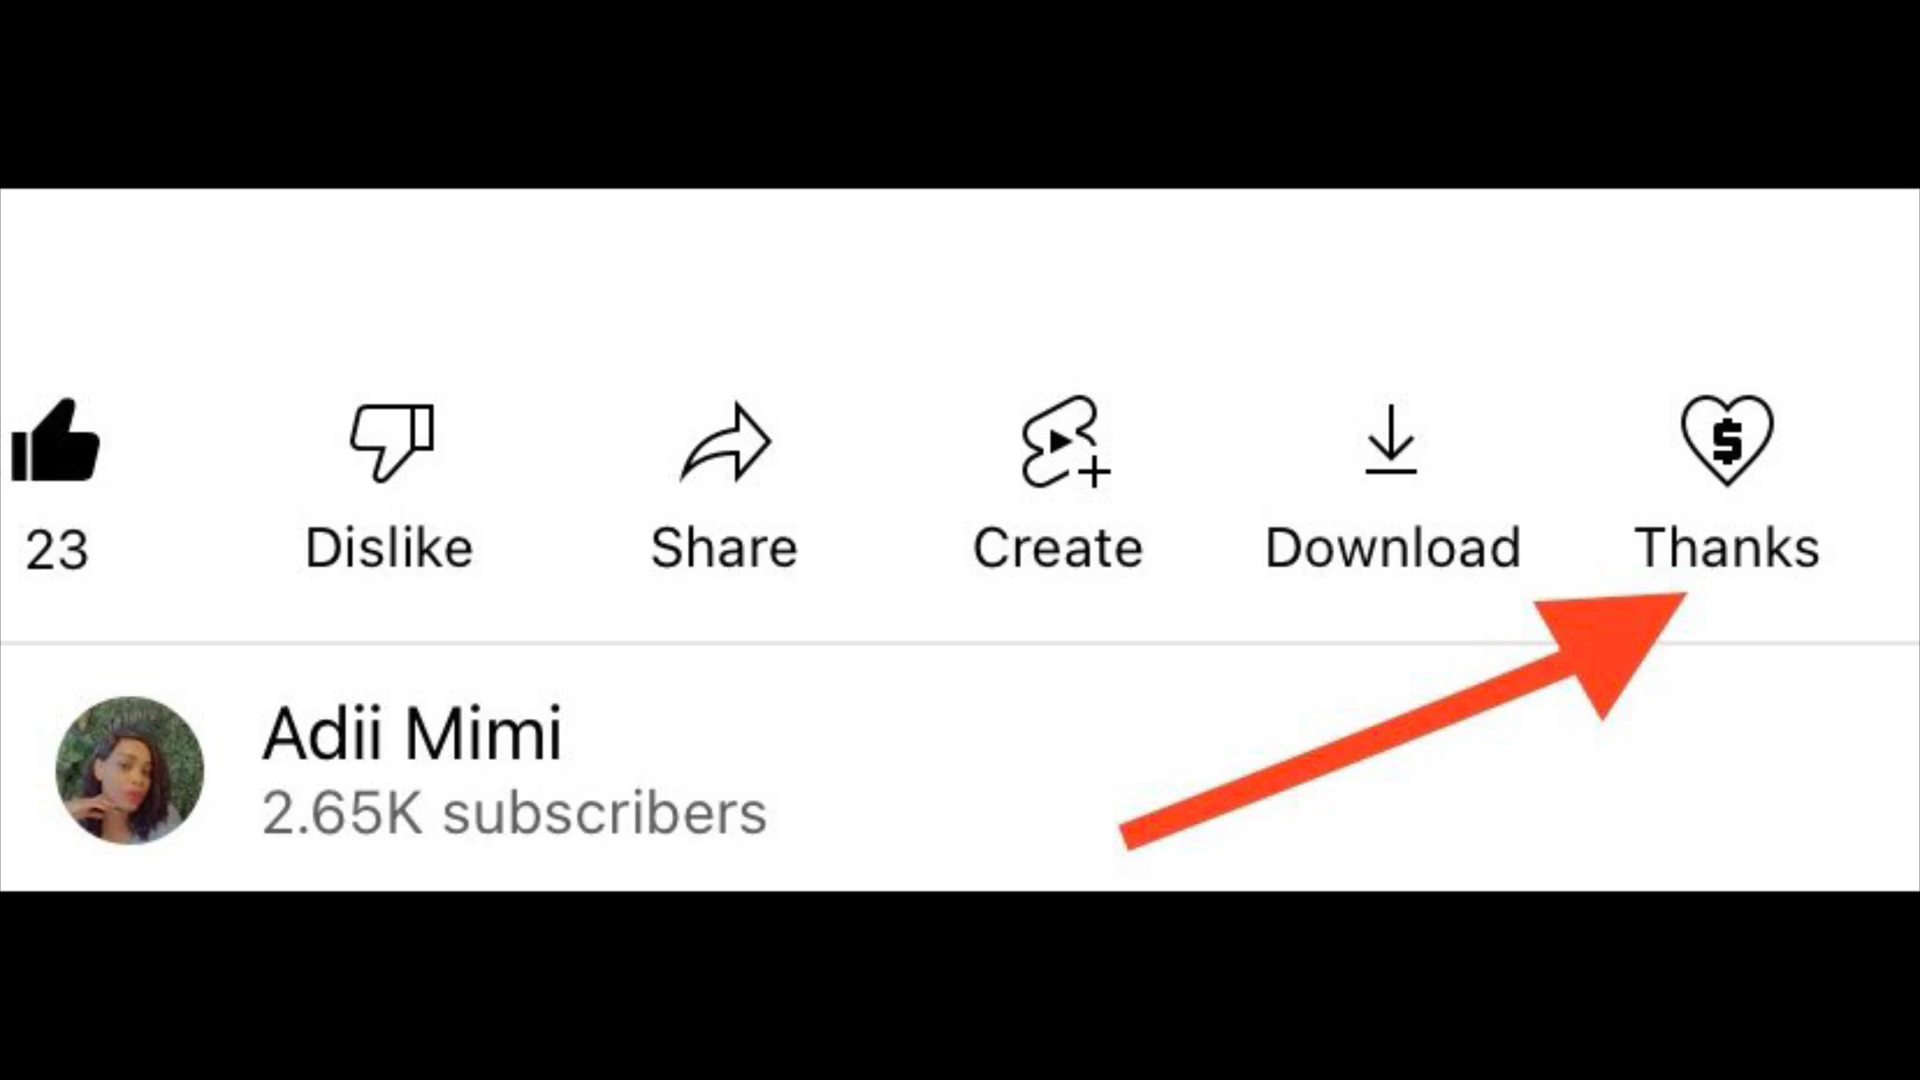 23
Dislike
Share
Create
Download
Thanks
Adii Mimi
2.65K subscribers